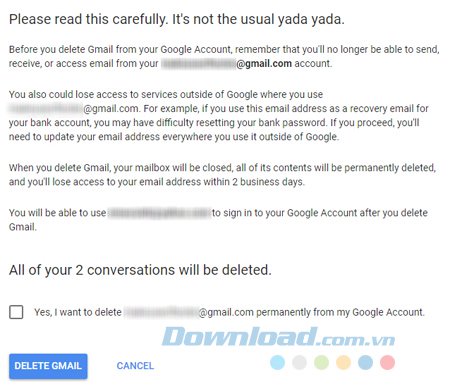 Please read this carefully. It's not the usual yada yada.
Before you delete Gmail from your Google Account, remember that you'll no longer be able to send,
receive, or access email from your @gmail.com account.
You also could lose access to services outside of Google where you use
@gmail.com. For example, if you use this email address as a recovery email for
your bank account, you may have difficulty resetting your bank password. If you proceed, you'll
need to update your email address everywhere you use it outside of Google.
When you delete Gmail, your mailbox will be closed, all of its contents will be permanently deleted,
and you'll lose access to your email address within 2 business days.
You will be able to use to sign in to your Google Account after you delete
Gmail.
All of your 2 conversations will be deleted.
Yes, I want to delete @gmail.com permanently from my Google Account.
Download.com.vn
DELETE GMAIL CANCEL